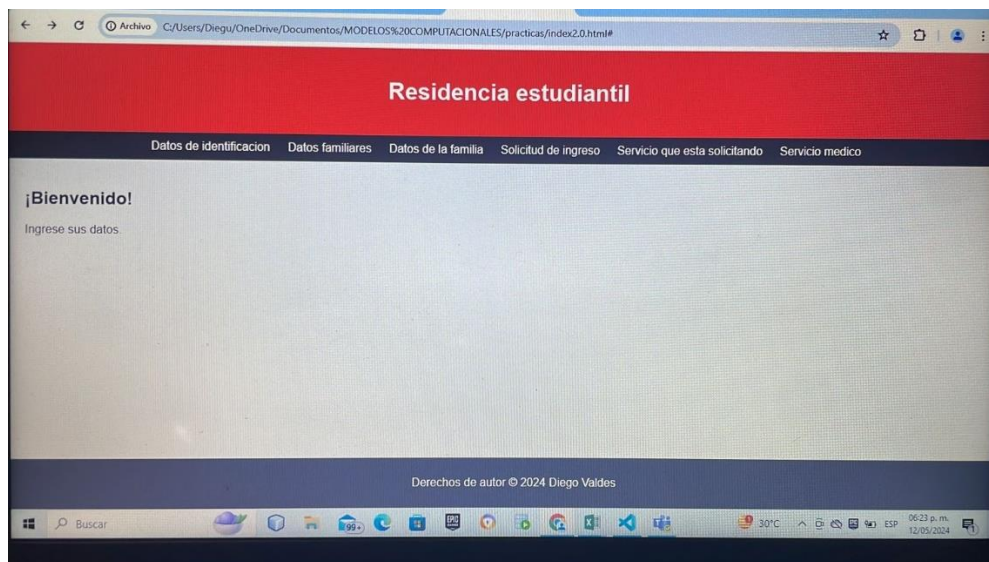 Archivo C:/Users/Diegu/OneDrive/Documentos/MODELOS%20COMPUTACIONALES/practicas/index2.0.html#
Residencia estudiantil
Datos de identificacion Datos familiares Datos de la familia Solicitud de ingreso Servicio que esta solicitando Servicio medico
¡Bienvenido!
Ingrese sus datos.
Derechos de autor © 2024 Diego Valdes
Buscar 99+ EPIC 30°C ESP 06:23 p. m.
12/05/2024